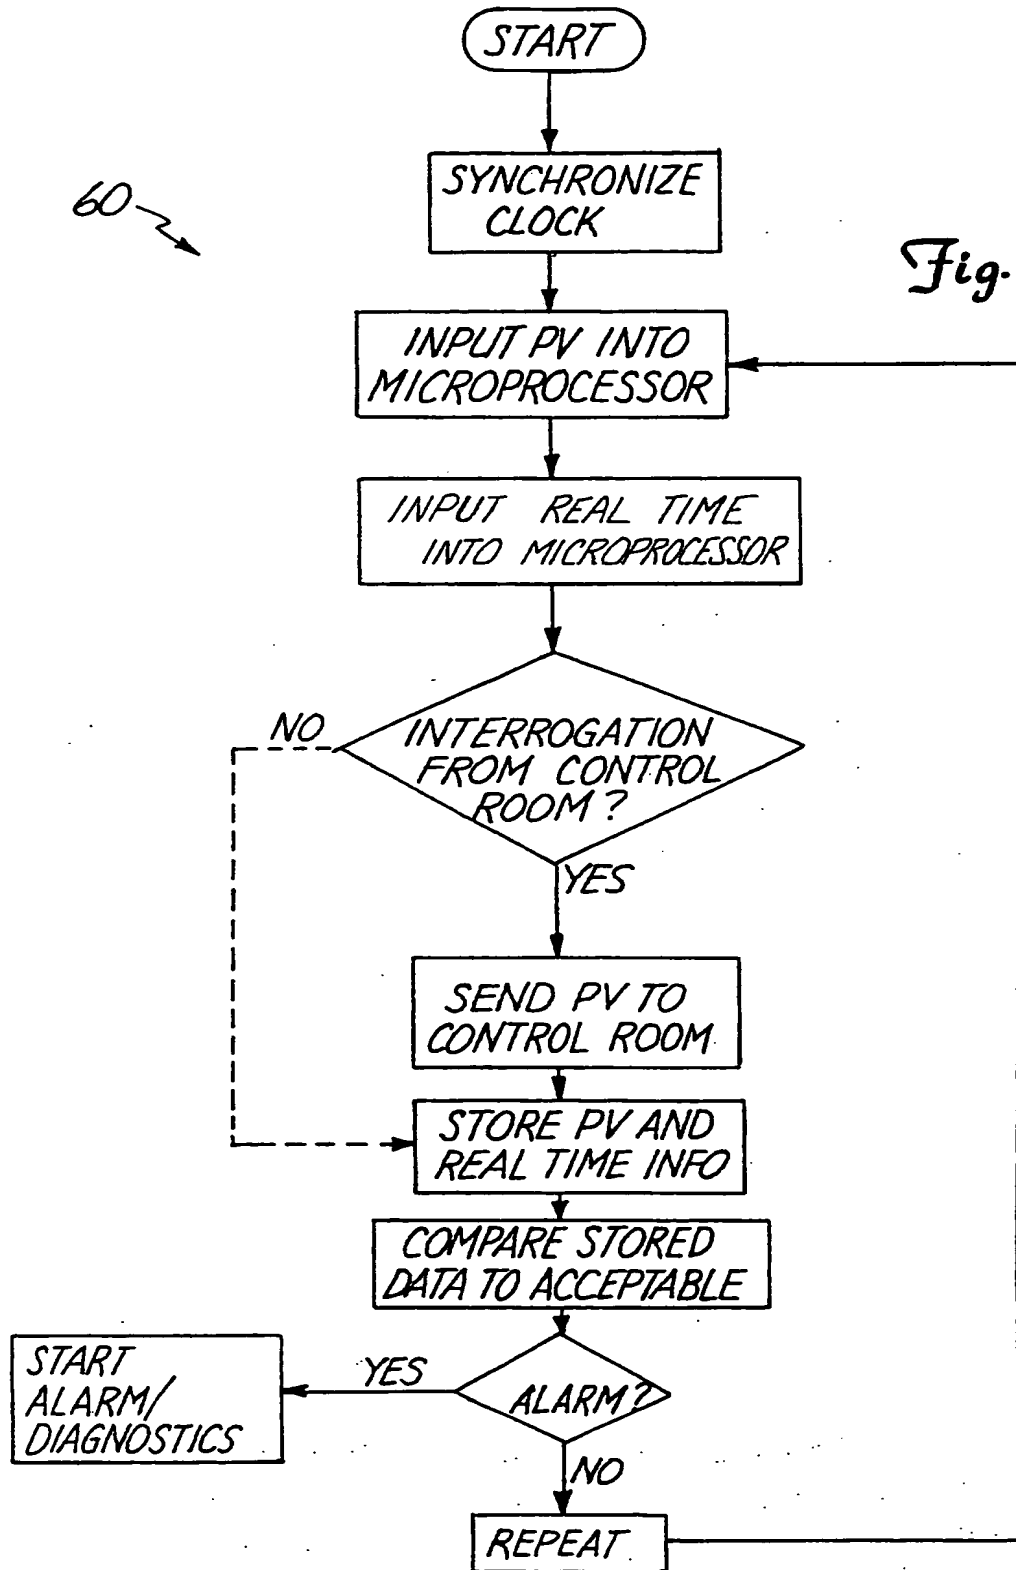 START
SYNCHRONIZE
CLOCK
60
Fig.
INPUT PV INTO
MICROPROCESSOR
INPUT REAL TIME
INTO MICROPROCESSOR
NO
INTERROGATION
FROM CONTROL
ROOM?
YES
SEND PV TO
CONTROL ROOM
STORE PV AND
REAL TIME INFO
COMPARE STORED
DATA TO ACCEPTABLE
START
ALARM/
DIAGNOSTICS
YES
ALARM?
NO
REPEAT